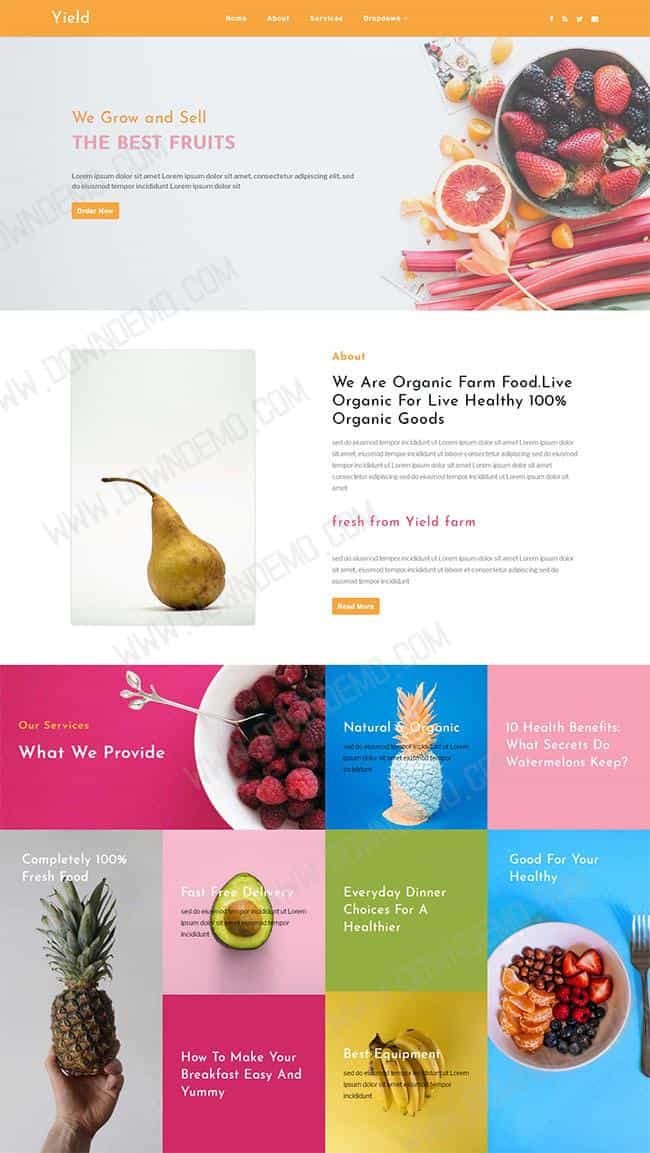 Yield
Home About Services Dropdown
We Grow and Sell
THE BEST FRUITS
Lorem ipsum dolor sit amet, consectetur adipiscing elit, sed
do eiusmod tempor incididunt Lorem ipsum dolor sit
Order Now
About
We Are Organic Farm Food.Live
Organic For Live Healthy 100%
Organic Goods
sed do eiusmod tempor incididunt ut Lorem ipsum dolor sit amet Lorem ipsum dolor
sit amet, eiusmod tempor incididunt ut labore consectetur adipiscing sed do eiusmod
tempor incididunt ut Lorem ipsum dolor sit amet Lorem ipsum dolor sit amet
consectetur adipiscing sed do eiusmod tempor incididunt ut Lorem ipsum dolor sit
amet
fresh from Yield farm
sed do eiusmod tempor incididunt ut Lorem ipsum dolor sit amet Lorem ipsum dolor
sit amet, eiusmod tempor incididunt ut labore et consectetur adipiscing sed do
eiusmod tempor incididunt
Read More
Our Services
What We Provide
Natural & Organic
sed do eiusmod tempor incididunt ut Lorem
ipsum dolor sit amet eiusmod tempor
incididunt
10 Health Benefits:
What Secrets Do
Watermelons Keep?
Completely 100%
Fresh Food
Fast Free Delivery
sed do eiusmod tempor incididunt ut Lorem
ipsum dolor sit amet eiusmod tempor
incididunt
Everyday Dinner
Choices For A
Healthier
Good For Your
Healthy
How To Make Your
Breakfast Easy And
Yummy
Best Equipment
sed do eiusmod tempor incididunt ut Lorem
ipsum dolor sit amet eiusmod tempor
incididunt
WWW.DOWNDEMO.COM